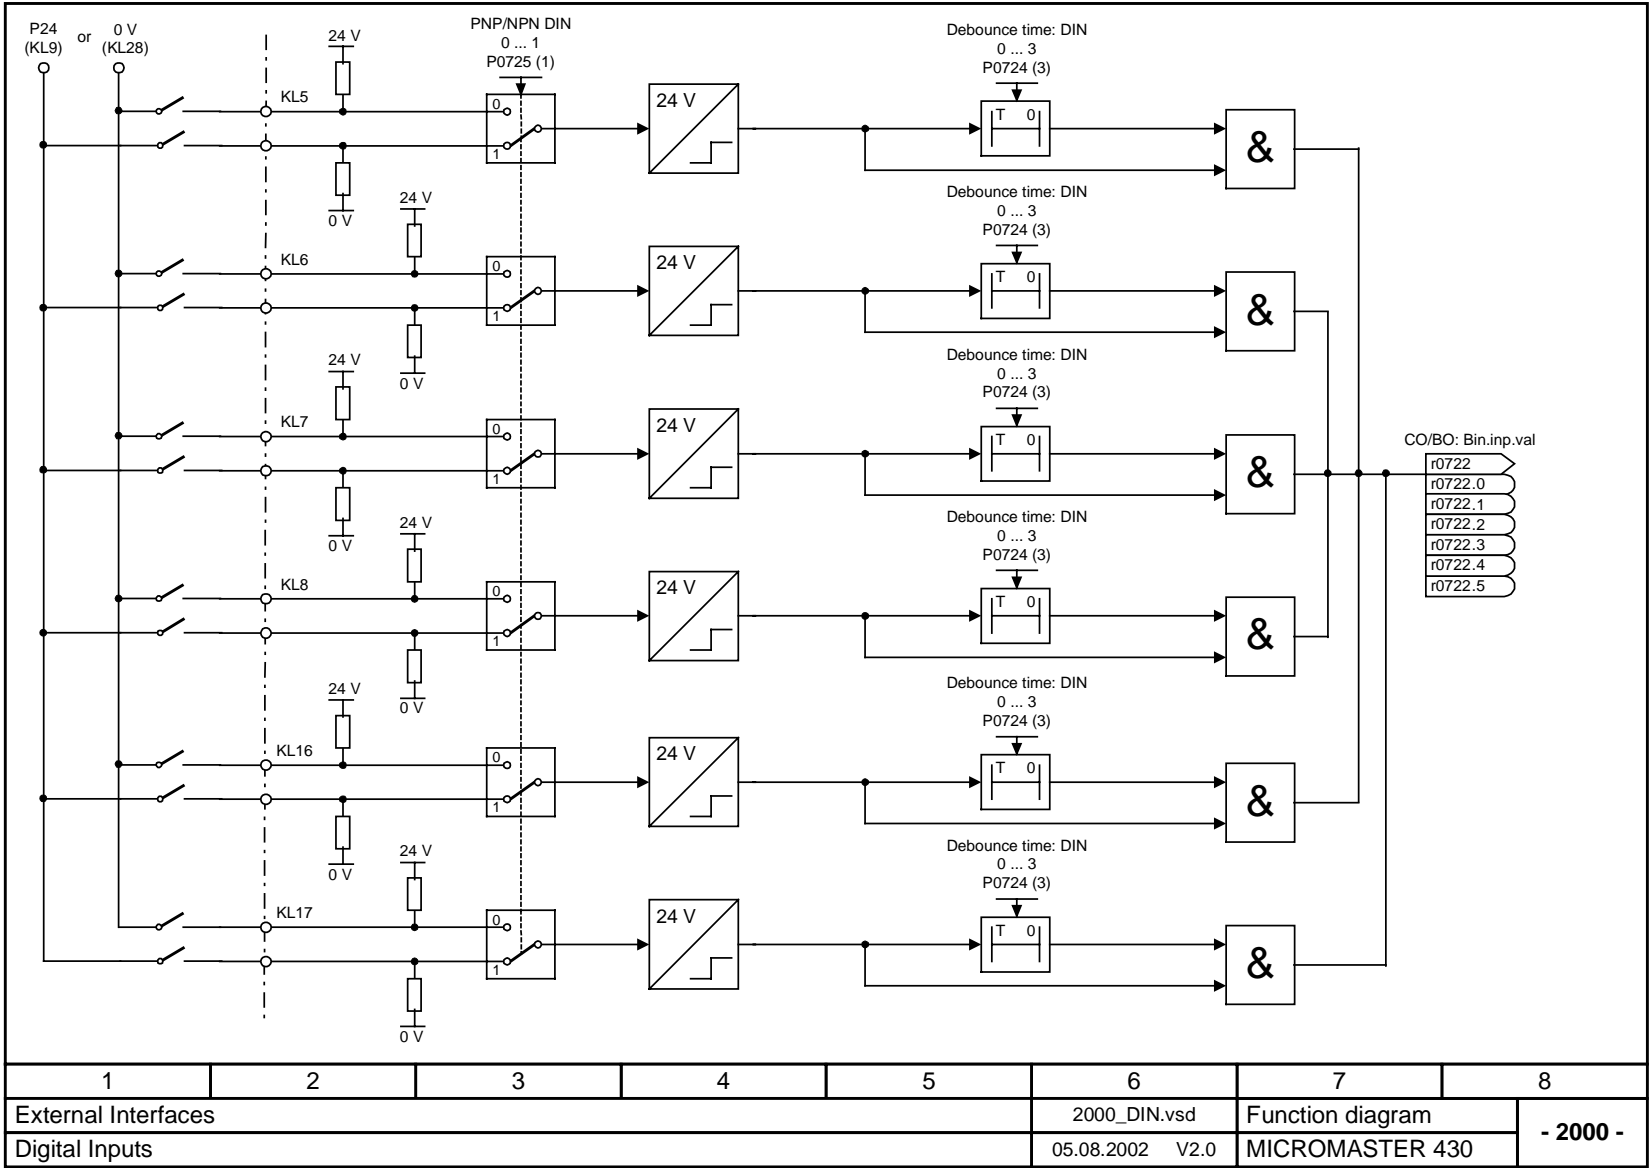 P24
(KL9)
or
0 V
(KL28)
24 V
PNP/NPN DIN
0 ... 1
P0725 (1)
Debounce time: DIN
0 ... 3
P0724 (3)
KL5
0
1
24 V
T 0
&
0 V
24 V
Debounce time: DIN
0 ... 3
P0724 (3)
KL6
0
1
24 V
T 0
&
0 V
24 V
Debounce time: DIN
0 ... 3
P0724 (3)
KL7
0
1
24 V
T 0
&
0 V
CO/BO: Bin.inp.val
r0722
r0722.0
r0722.1
r0722.2
r0722.3
r0722.4
r0722.5
24 V
Debounce time: DIN
0 ... 3
P0724 (3)
KL8
0
1
24 V
T 0
&
0 V
24 V
Debounce time: DIN
0 ... 3
P0724 (3)
KL16
0
1
24 V
T 0
&
0 V
24 V
Debounce time: DIN
0 ... 3
P0724 (3)
KL17
0
1
24 V
T 0
&
0 V
1 2 3 4 5 6 7 8
External Interfaces
2000_DIN.vsd
Function diagram
- 2000 -
Digital Inputs
05.08.2002 V2.0
MICROMASTER 430